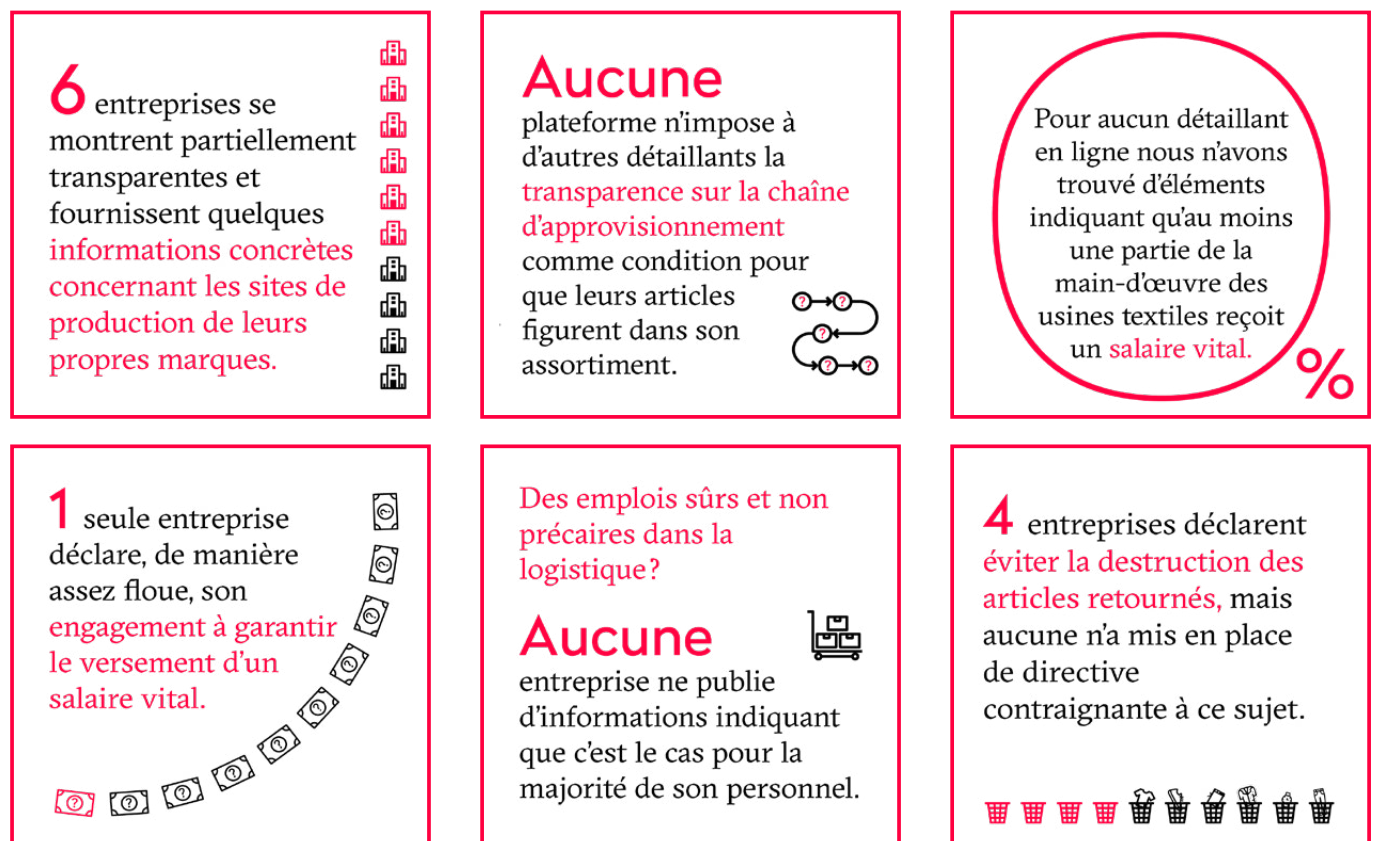 6 entreprises se
montrent partiellement
transparentes et
fournissent quelques
informations concrètes
concernant les sites de
production de leurs
propres marques.
Aucune
plateforme n’impose à
d’autres détaillants la
transparence sur la chaîne
d’approvisionnement
comme condition pour
que leurs articles
figurent dans son
assortiment.
? ?
?
? ?
Pour aucun détaillant
en ligne nous n’avons
trouvé d’éléments
indiquant qu’au moins
une partie de la
main-d’œuvre des
usines textiles reçoit
un salaire vital.
%
1 seule entreprise
déclare, de manière
assez floue, son
engagement à garantir
le versement d’un
salaire vital.
? ? ? ? ? ? ? ? ? ?
Des emplois sûrs et non
précaires dans la
logistique ?
Aucune
entreprise ne publie
d’informations indiquant
que c’est le cas pour la
majorité de son personnel.
4 entreprises déclarent
éviter la destruction des
articles retournés, mais
aucune n’a mis en place
de directive
contraignante à ce sujet.